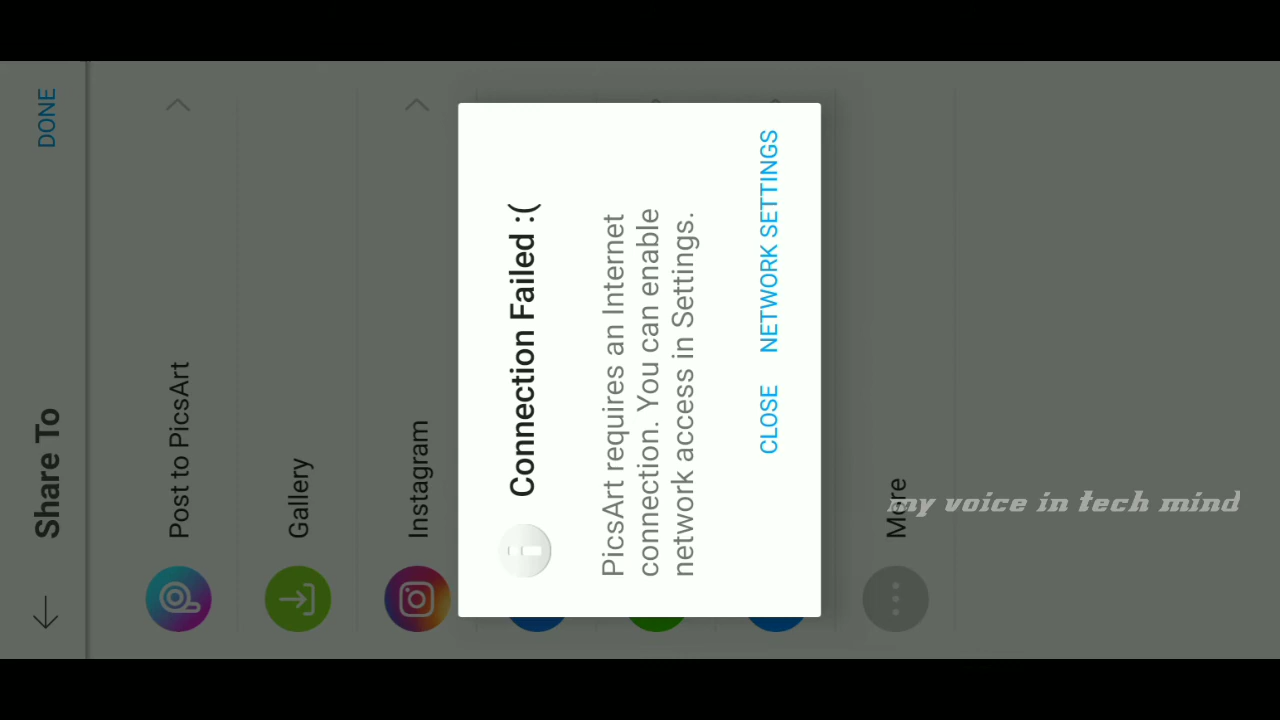 Share To
DONE
Post to PicsArt
Gallery
Instagram
Connection Failed :(
PicsArt requires an Internet
connection. You can enable
network access in Settings.
CLOSE NETWORK SETTINGS
More
my voice in tech mind